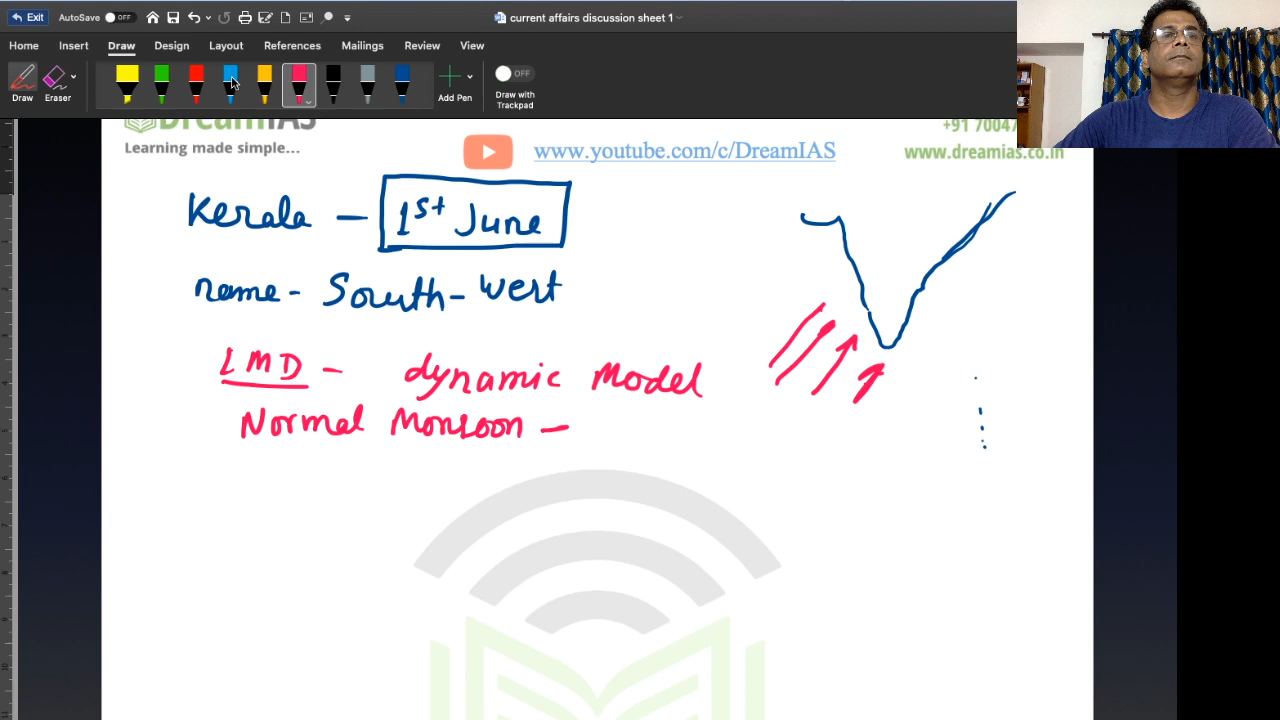 Exit AutoSave OFF current affairs discussion sheet 1
Home Insert Draw Design Layout References Mailings Review View
Draw Eraser Add Pen OFF Draw with Trackpad
DreamIAS
Learning made simple...
www.youtube.com/c/DreamIAS
+91 70047
www.dreamias.co.in
Kerala — 1st June
name - South-West
IMD - dynamic Model
Normal Monsoon —